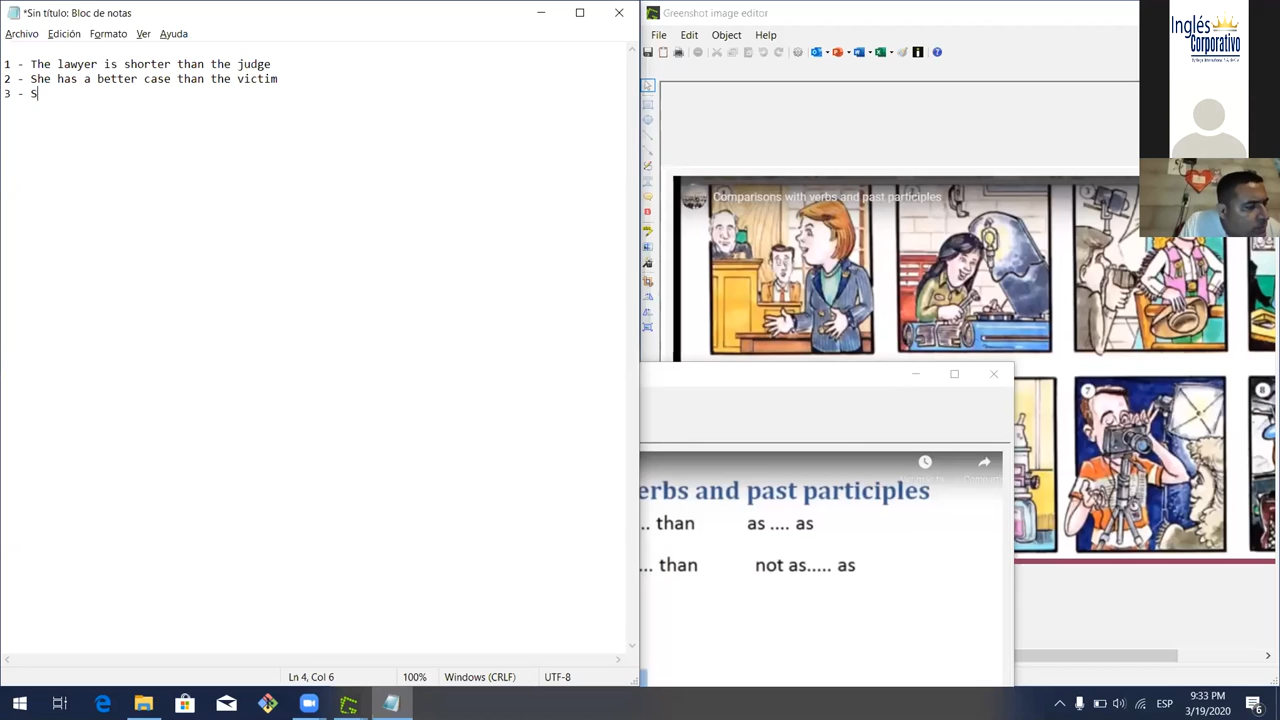 *Sin título: Bloc de notas
Archivo Edición Formato Ver Ayuda
1 - The lawyer is shorter than the judge
2 - She has a better case than the victim
3 - S
Ln 4, Col 6 100% Windows (CRLF) UTF-8
Greenshot image editor
File Edit Object Help
Comparisons with verbs and past participles
7
8
erbs and past participles
.. than as .... as
... than not as..... as
Inglés
Corporativo
ESP
9:33 PM
3/19/2020
6